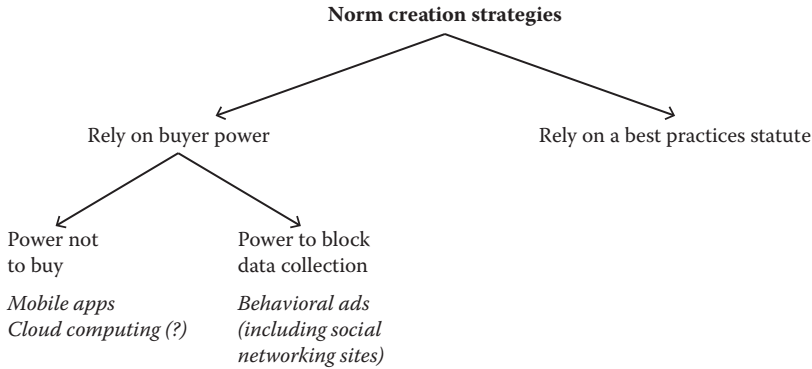 Norm creation strategies
Rely on buyer power
Rely on a best practices statute
Power not
to buy
Mobile apps
Cloud computing (?)
Power to block
data collection
Behavioral ads
(including social
networking sites)